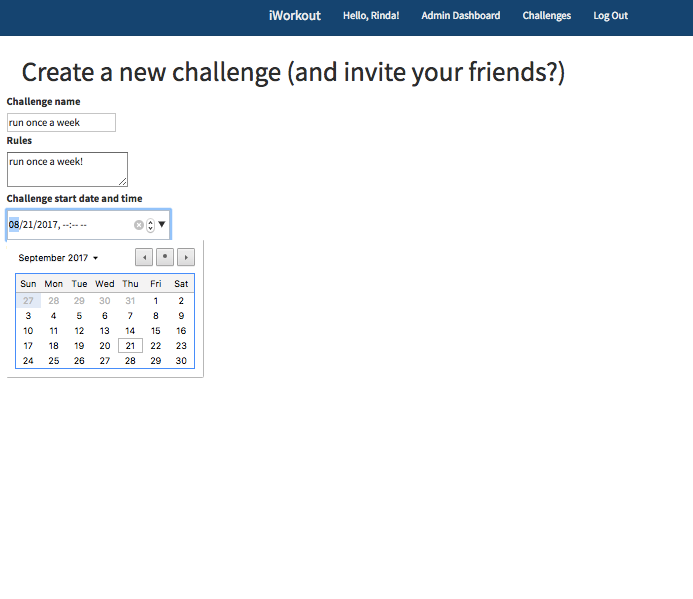 iWorkout Hello, Rinda! Admin Dashboard Challenges Log Out
Create a new challenge (and invite your friends?)
Challenge name
run once a week
Rules
run once a week!
Challenge start date and time
08/21/2017, --:-- --
September 2017
Sun Mon Tue Wed Thu Fri Sat
27 28 29 30 31 1 2
3 4 5 6 7 8 9
10 11 12 13 14 15 16
17 18 19 20 21 22 23
24 25 26 27 28 29 30